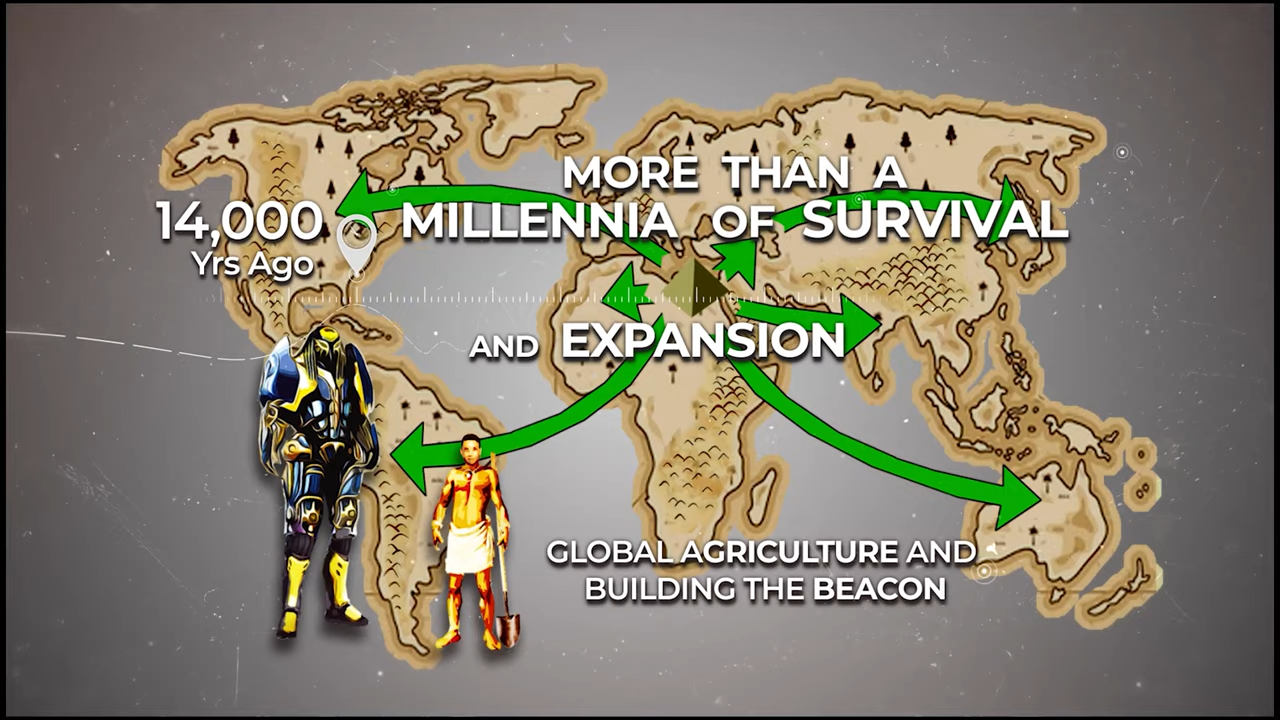 MORE THAN A
14,000 MILLENNIA OF SURVIVAL
Yrs Ago
AND EXPANSION
GLOBAL AGRICULTURE AND
BUILDING THE BEACON